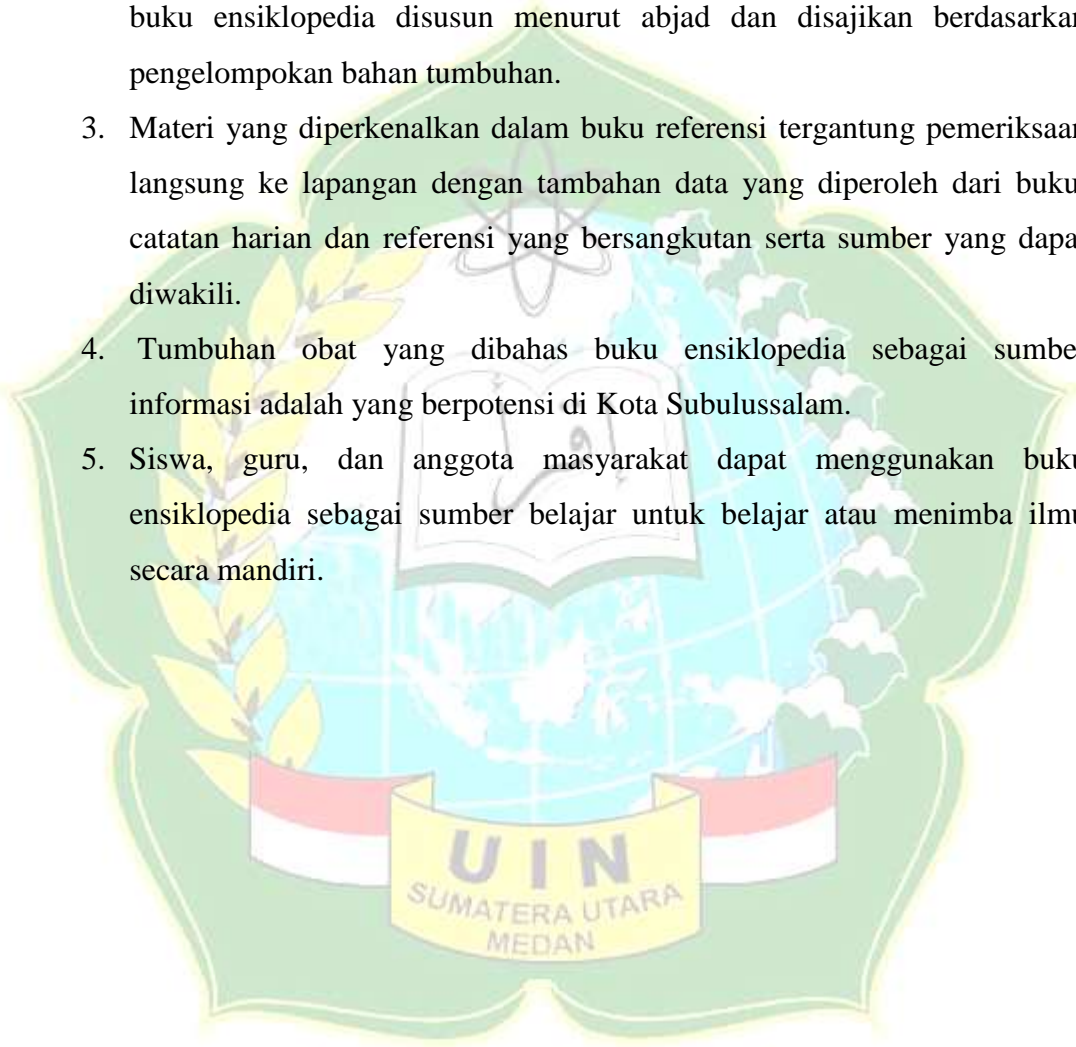 buku ensiklopedia disusun menurut abjad dan disajikan berdasarkan
pengelompokan bahan tumbuhan.
3. Materi yang diperkenalkan dalam buku referensi tergantung pemeriksaan
langsung ke lapangan dengan tambahan data yang diperoleh dari buku
catatan harian dan referensi yang bersangkutan serta sumber yang dapa
diwakili.
4. Tumbuhan obat yang dibahas buku ensiklopedia sebagai sumbe
informasi adalah yang berpotensi di Kota Subulussalam.
5. Siswa, guru, dan anggota masyarakat dapat menggunakan buku
ensiklopedia sebagai sumber belajar untuk belajar atau menimba ilmu
secara mandiri.
UIN
SUMATERA UTARA
MEDAN